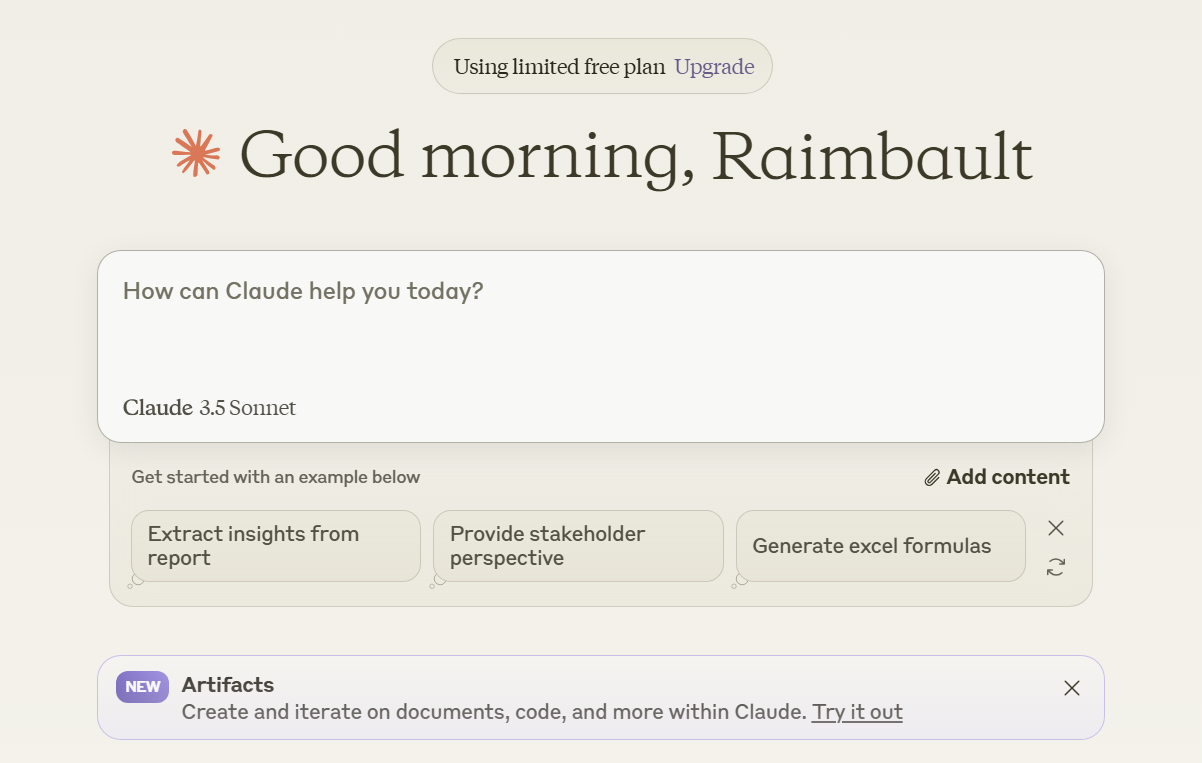 Using limited free plan Upgrade
Good morning, Raimbault
How can Claude help you today?
Claude 3.5 Sonnet
Get started with an example below
Add content
Extract insights from
report
Provide stakeholder
perspective
Generate excel formulas
NEW
Artifacts
Create and iterate on documents, code, and more within Claude. Try it out